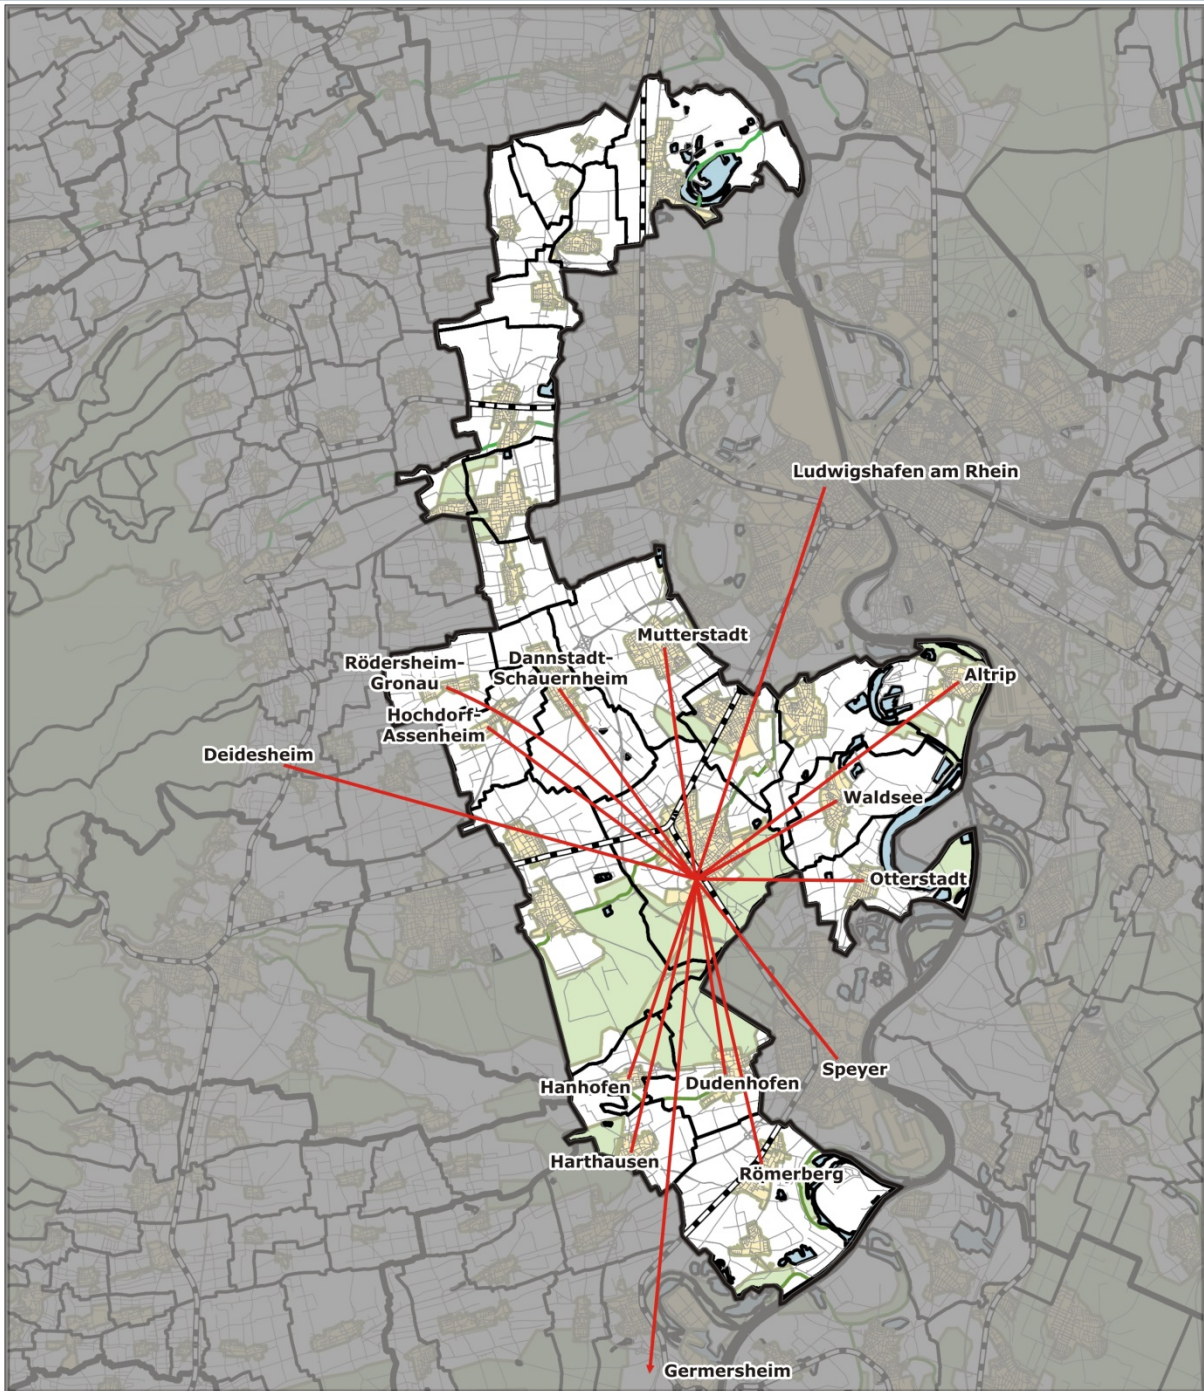 Ludwigshafen am Rhein
Mutterstadt
Dannstadt-
Schauernheim
Rödersheim-
Gronau
Altrip
Hochdorf-
Assenheim
Deidesheim
Waldsee
Otterstadt
Speyer
Hanhofen
Dudenhofen
Harthausen
Römerberg
Germersheim